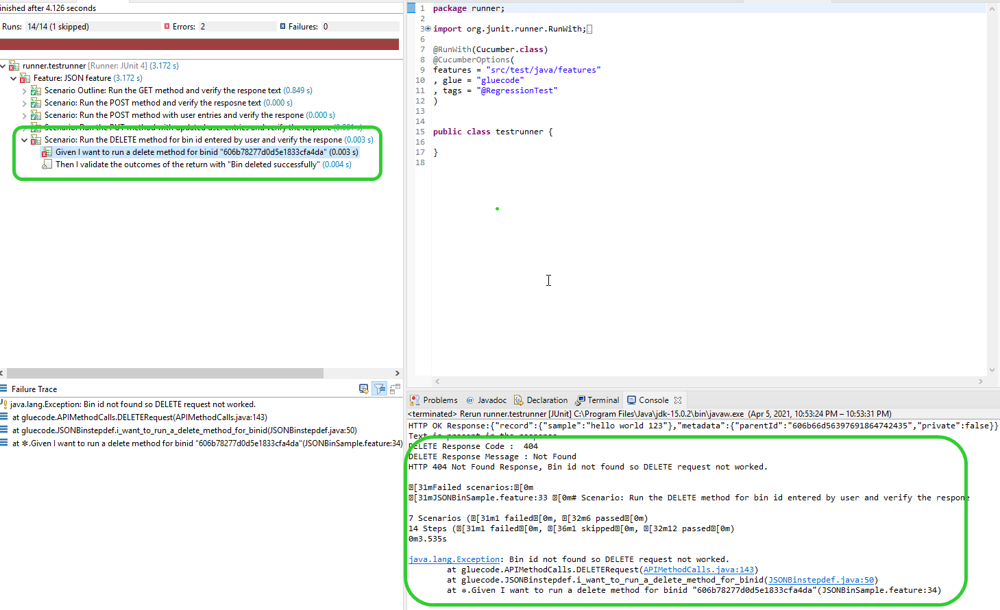 inished after 4.126 seconds
Runs: 14/14 (1 skipped) Errors: 2 Failures: 0
runner.testrunner [Runner: JUnit 4] (3.172 s)
Feature: JSON feature (3.172 s)
Scenario Outline: Run the GET method and verify the respone text (0.849 s)
Scenario: Run the POST method and verify the resposne text (0.000 s)
Scenario: Run the POST method with user entries and verify the respone (0.000 s)
Scenario: Run the PUT method with updated user entries and verify the respone (0.001 s)
Scenario: Run the DELETE method for bin id entered by user and verify the respone (0.003 s)
Given I want to run a delete method for binid "606b78277d0d5e1833cfa4da" (0.003 s)
Then I validate the outcomes of the return with "Bin deleted successfully" (0.004 s)
Failure Trace
java.lang.Exception: Bin id not found so DELETE request not worked.
at gluecode.APIMethodCalls.DELETERequest(APIMethodCalls.java:143)
at gluecode.JSONBinstepdef.i_want_to_run_a_delete_method_for_binid(JSONBinstepdef.java:50)
at ✻.Given I want to run a delete method for binid "606b78277d0d5e1833cfa4da"(JSONBinSample.feature:34)
1 package runner;
2
3 import org.junit.runner.RunWith;
6
7 @RunWith(Cucumber.class)
8 @CucumberOptions(
9 features = "src/test/java/features"
10 , glue = "gluecode"
11 , tags = "@RegressionTest"
12 )
13
14
15 public class testrunner {
16
17 }
18
Problems @ Javadoc Declaration Terminal Console
<terminated> Rerun runner.testrunner [JUnit] C:\Program Files\Java\jdk-15.0.2\bin\javaw.exe (Apr 5, 2021, 10:53:24 PM – 10:53:31 PM)
HTTP OK Response:{"record":{"sample":"hello world 123"},"metadata":{"parentId":"606b66d56397691864742435","private":false}}
Text is present in the response
DELETE Response Code : 404
DELETE Response Message : Not Found
HTTP 404 Not Found Response, Bin id not found so DELETE request not worked.
[31mFailed scenarios:[0m
[31mJSONBinSample.feature:33 [0m# Scenario: Run the DELETE method for bin id entered by user and verify the respone
7 Scenarios ([31m1 failed[0m, [32m6 passed[0m)
14 Steps ([31m1 failed[0m, [36m1 skipped[0m, [32m12 passed[0m)
0m3.535s
java.lang.Exception: Bin id not found so DELETE request not worked.
at gluecode.APIMethodCalls.DELETERequest(APIMethodCalls.java:143)
at gluecode.JSONBinstepdef.i_want_to_run_a_delete_method_for_binid(JSONBinstepdef.java:50)
at ✻.Given I want to run a delete method for binid "606b78277d0d5e1833cfa4da"(JSONBinSample.feature:34)